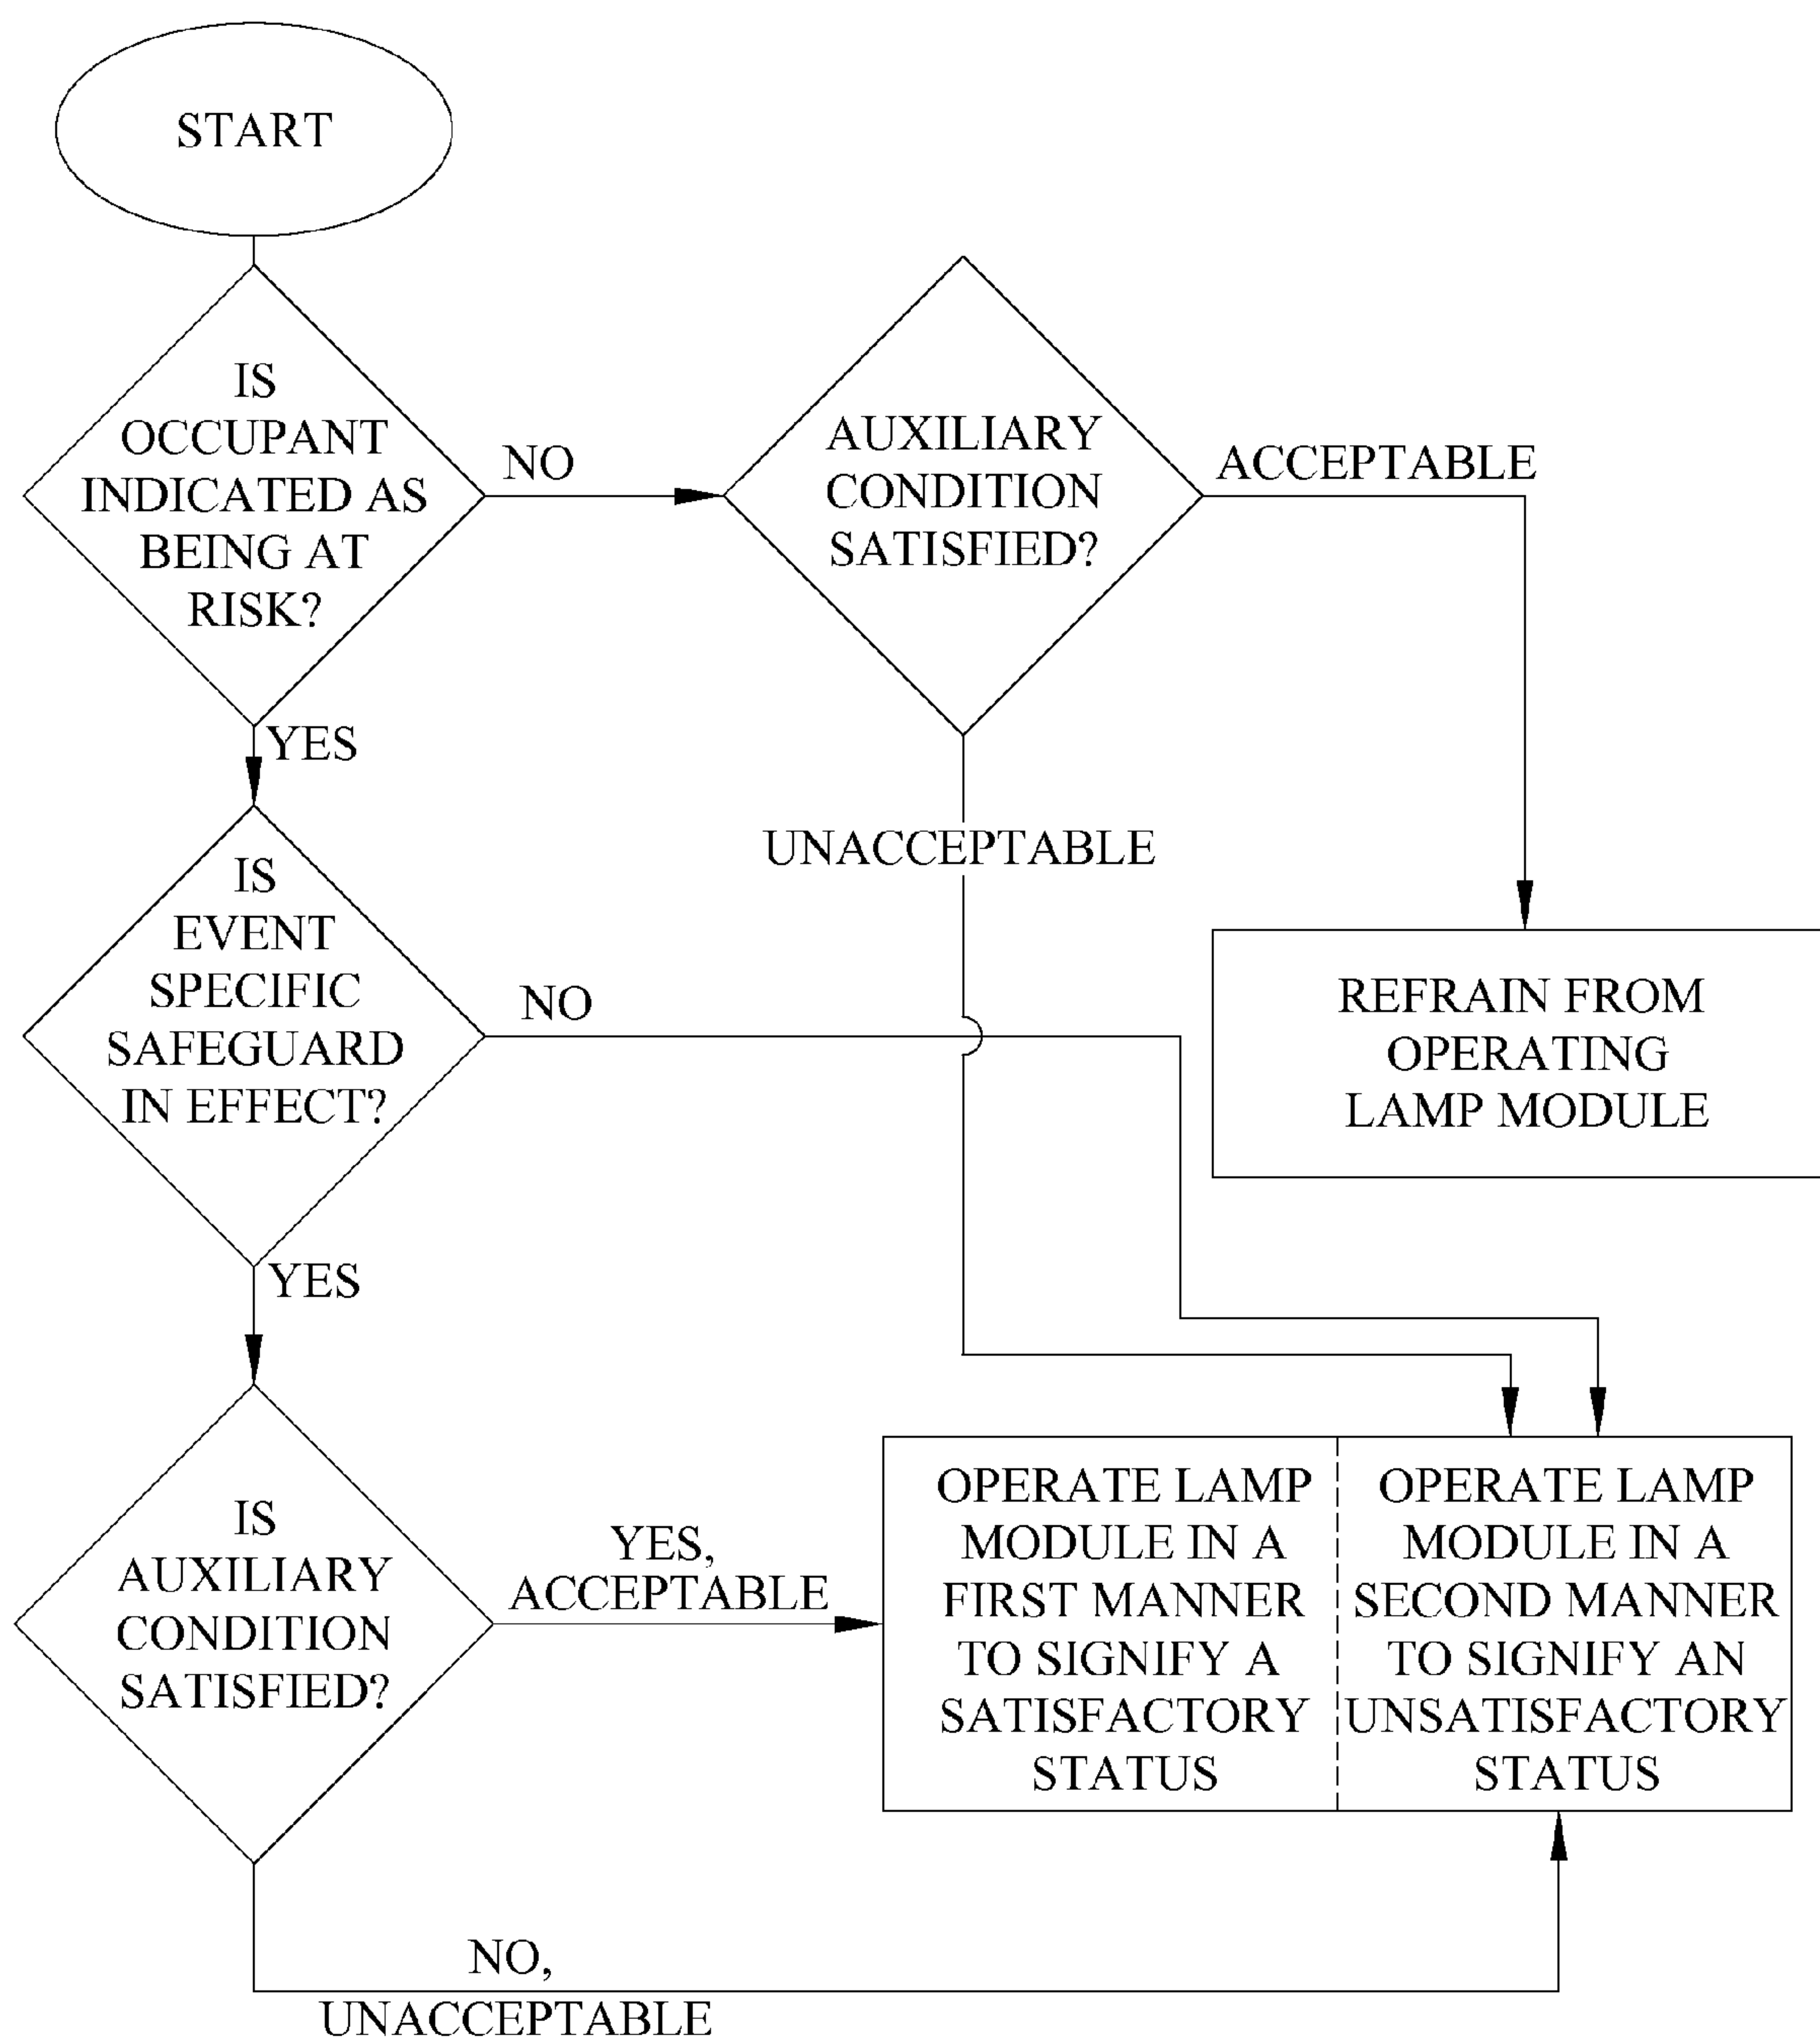 START
IS
OCCUPANT
INDICATED AS
BEING AT
RISK?
NO
AUXILIARY
CONDITION
SATISFIED?
ACCEPTABLE
YES
UNACCEPTABLE
IS
EVENT
SPECIFIC
SAFEGUARD
IN EFFECT?
NO
REFRAIN FROM
OPERATING
LAMP MODULE
YES
IS
AUXILIARY
CONDITION
SATISFIED?
YES,
ACCEPTABLE
OPERATE LAMP
MODULE IN A
FIRST MANNER
TO SIGNIFY A
SATISFACTORY
STATUS
OPERATE LAMP
MODULE IN A
SECOND MANNER
TO SIGNIFY AN
UNSATISFACTORY
STATUS
NO,
UNACCEPTABLE